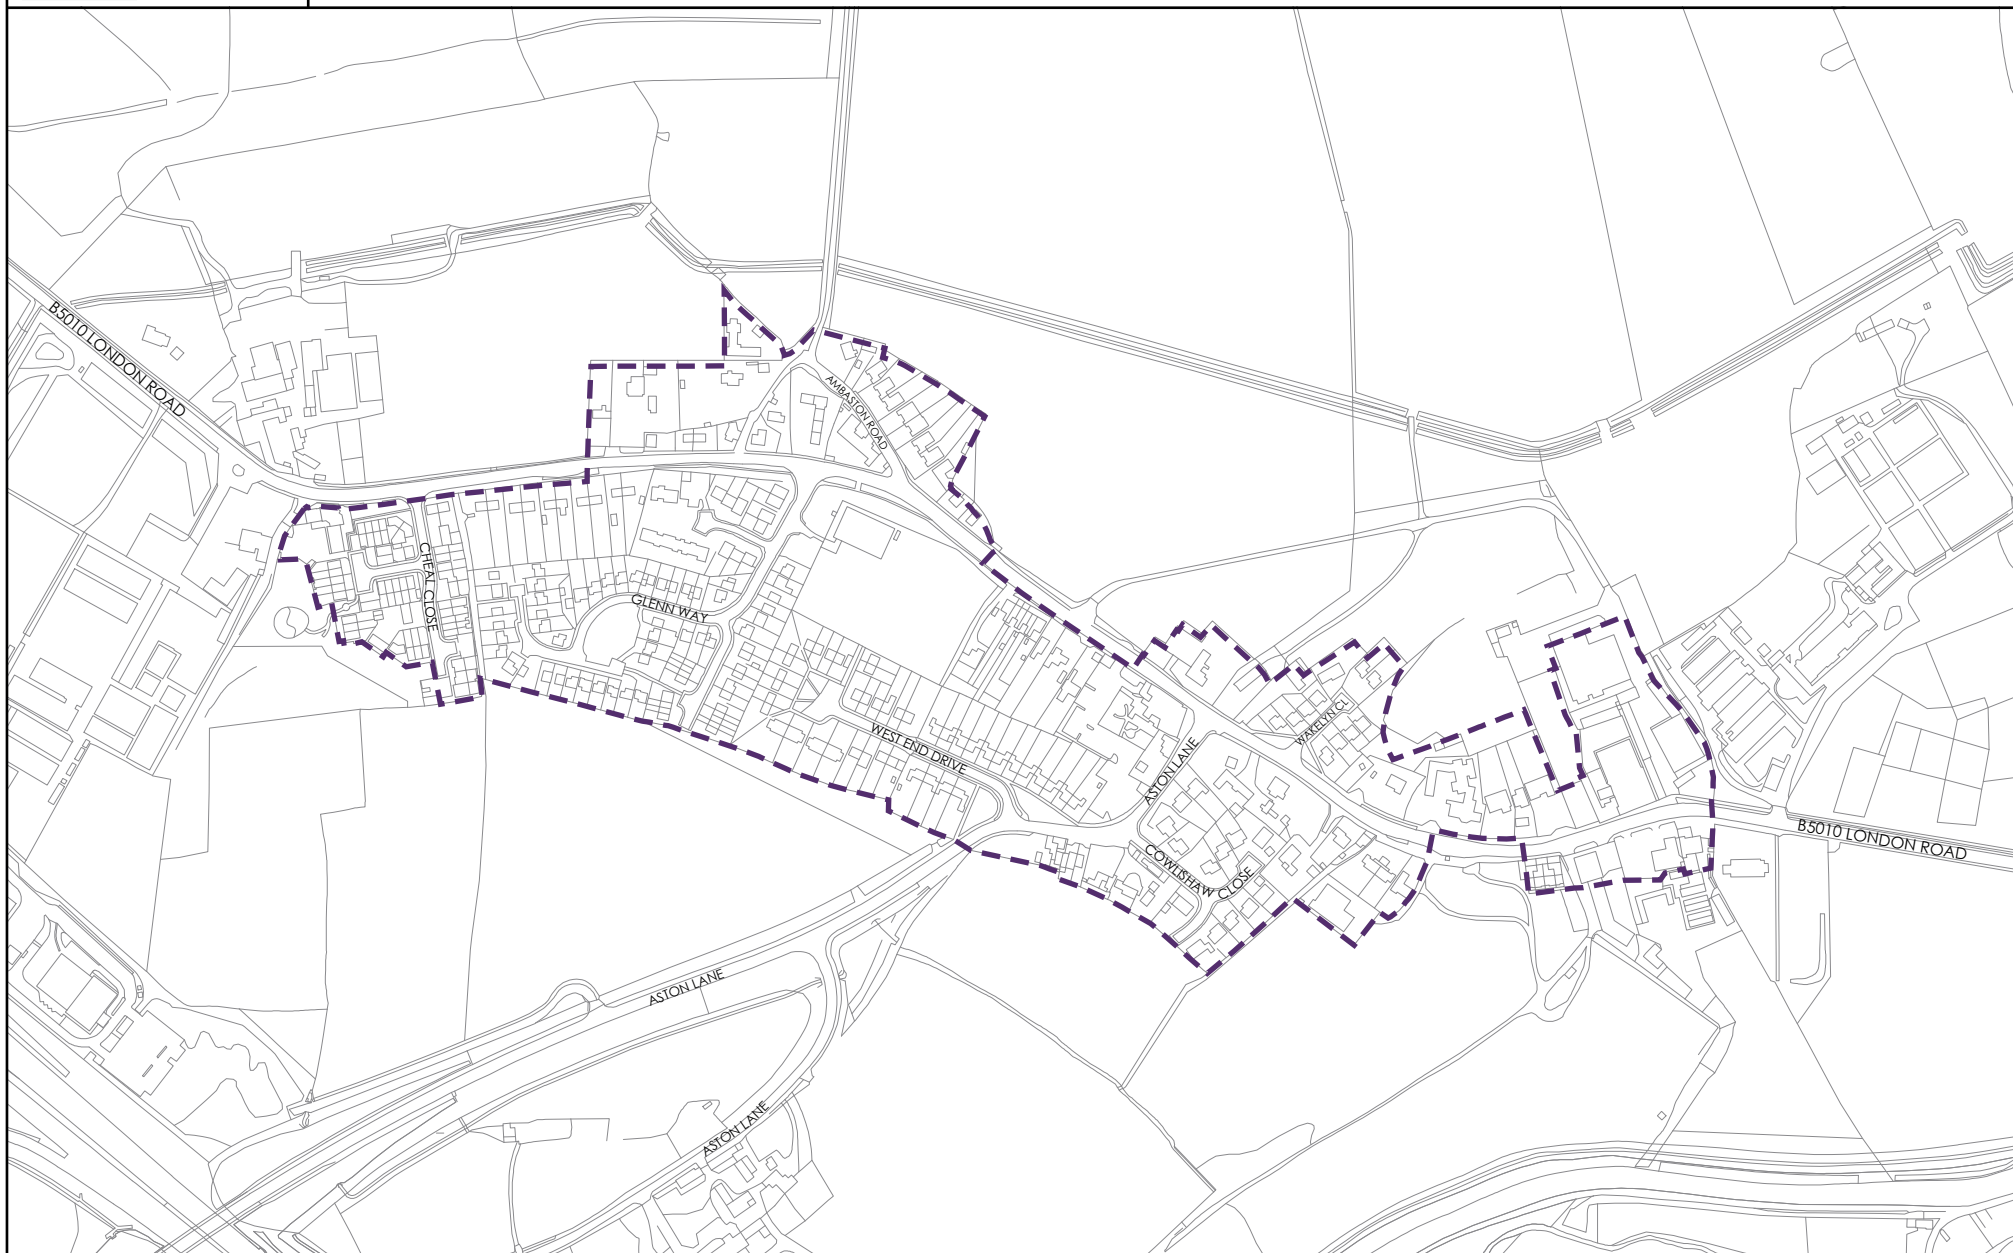 B5010 LONDON ROAD
AMBASTON ROAD
CHEAL CLOSE
GLENN WAY
WEST END DRIVE
WAKELYN CL
ASTON LANE
B5010 LONDON ROAD
COWLISHAW CLOSE
ASTON LANE
ASTON LANE